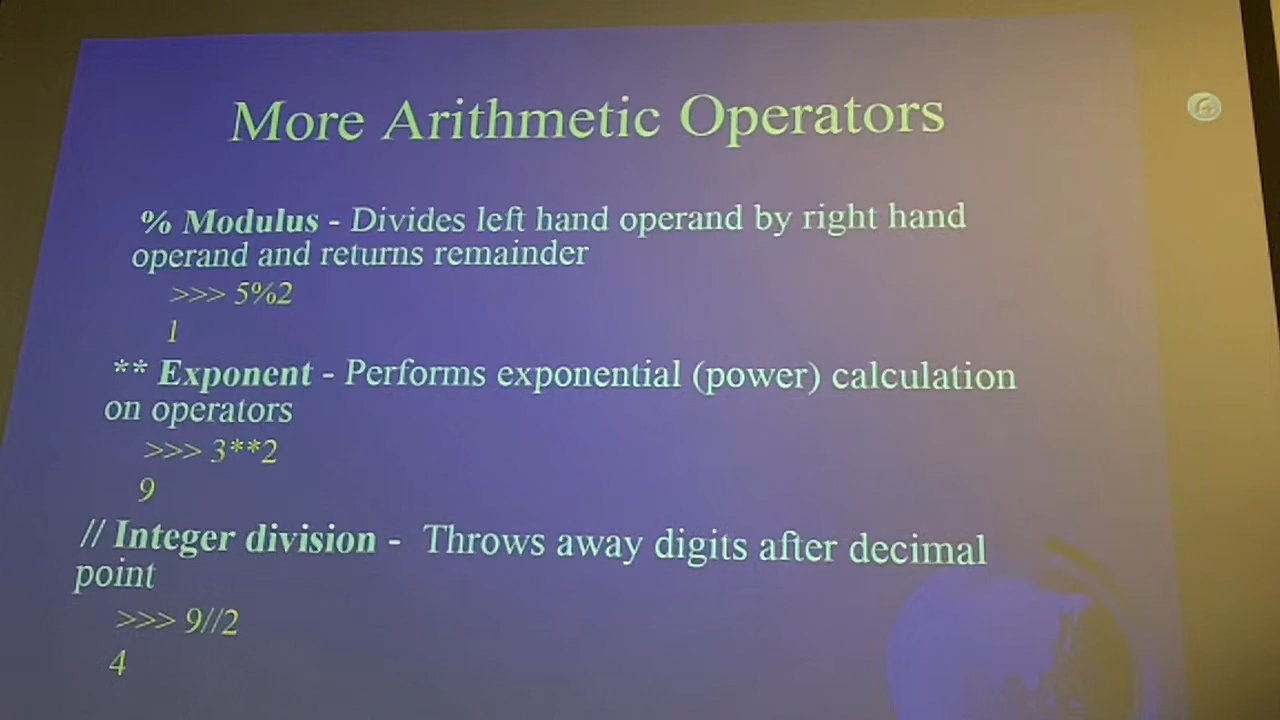 More Arithmetic Operators
% Modulus - Divides left hand operand by right hand
operand and returns remainder
>>> 5%2
1
** Exponent - Performs exponential (power) calculation
on operators
>>> 3**2
9
// Integer division - Throws away digits after decimal
point
>>> 9//2
4